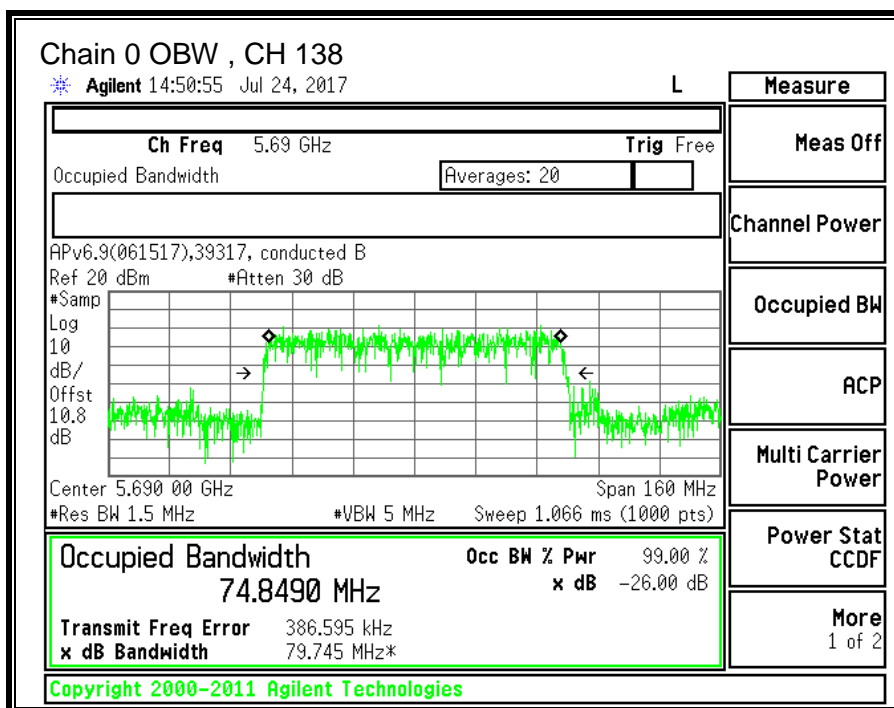 Chain 0 OBW , CH 138
Agilent 14:50:55 Jul 24, 2017 L
Measure
Ch Freq 5.69 GHz Trig Free
Occupied Bandwidth Averages: 20
APv6.9(061517),39317, conducted B
Ref 20 dBm #Atten 30 dB
#Samp
Log
10
dB/
Offst
10.8
dB
Center 5.690 00 GHz Span 160 MHz
#Res BW 1.5 MHz #VBW 5 MHz Sweep 1.066 ms (1000 pts)
Occupied Bandwidth
74.8490 MHz
Occ BW % Pwr 99.00 %
x dB -26.00 dB
Transmit Freq Error 386.595 kHz
x dB Bandwidth 79.745 MHz*
Copyright 2000-2011 Agilent Technologies
Meas Off
Channel Power
Occupied BW
ACP
Multi Carrier
Power
Power Stat
CCDF
More
1 of 2